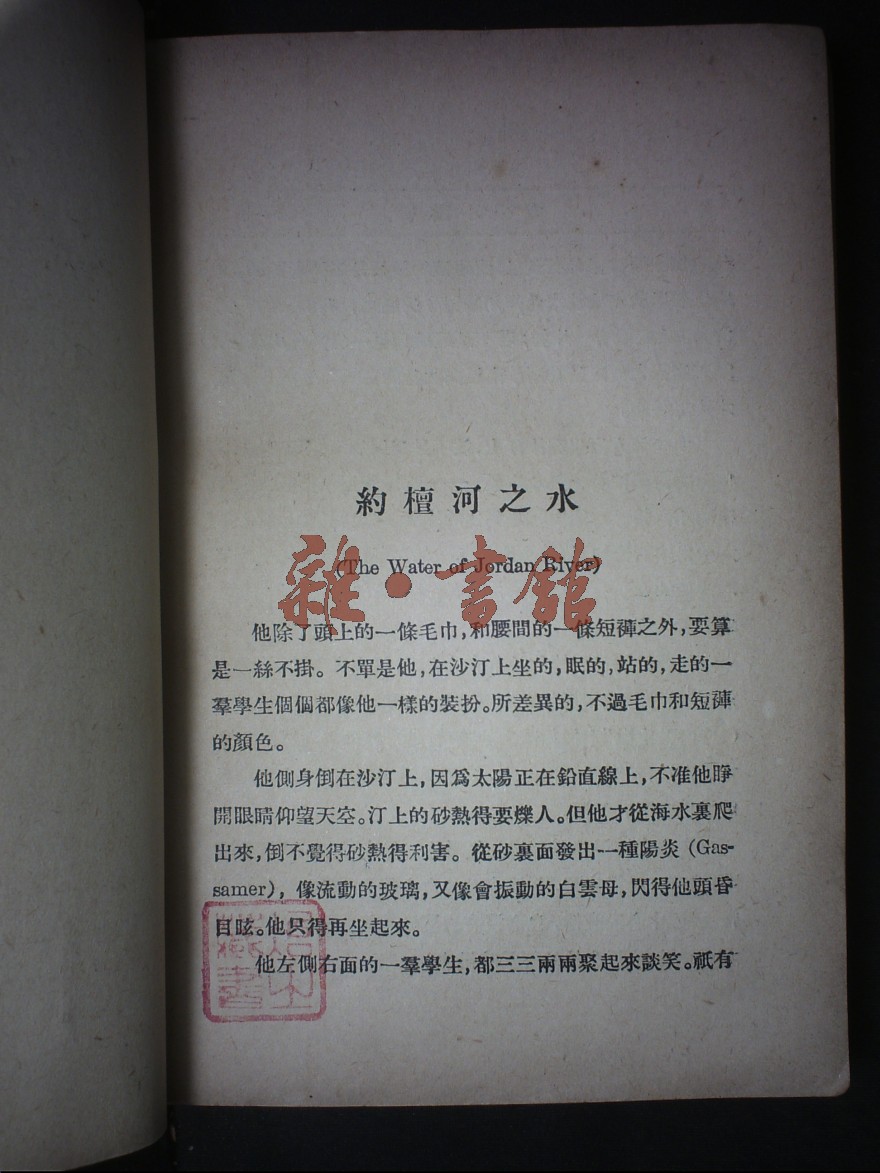 約檀河之水
(The Water of Jordan River)
雜·書館
他除了頭上的一條毛巾,和腰間的一條短褲之外,要算
是一絲不掛。不單是他,在沙汀上坐的,眠的,站的,走的一
羣學生個個都像他一樣的裝扮。所差異的,不過毛巾和短褲
的顏色。
他側身倒在沙汀上,因爲太陽正在鉛直線上,不准他睜
開眼睛仰望天空。汀上的砂熱得要爍人。但他才從海水裏爬
出來,倒不覺得砂熱得利害。從砂裏面發出一種陽炎 (Gas-
samer), 像流動的玻璃,又像會振動的白雲母,閃得他頭昏
目眩。他只得再坐起來。
他左側右面的一羣學生,都三三兩兩聚起來談笑。祇有
藏書